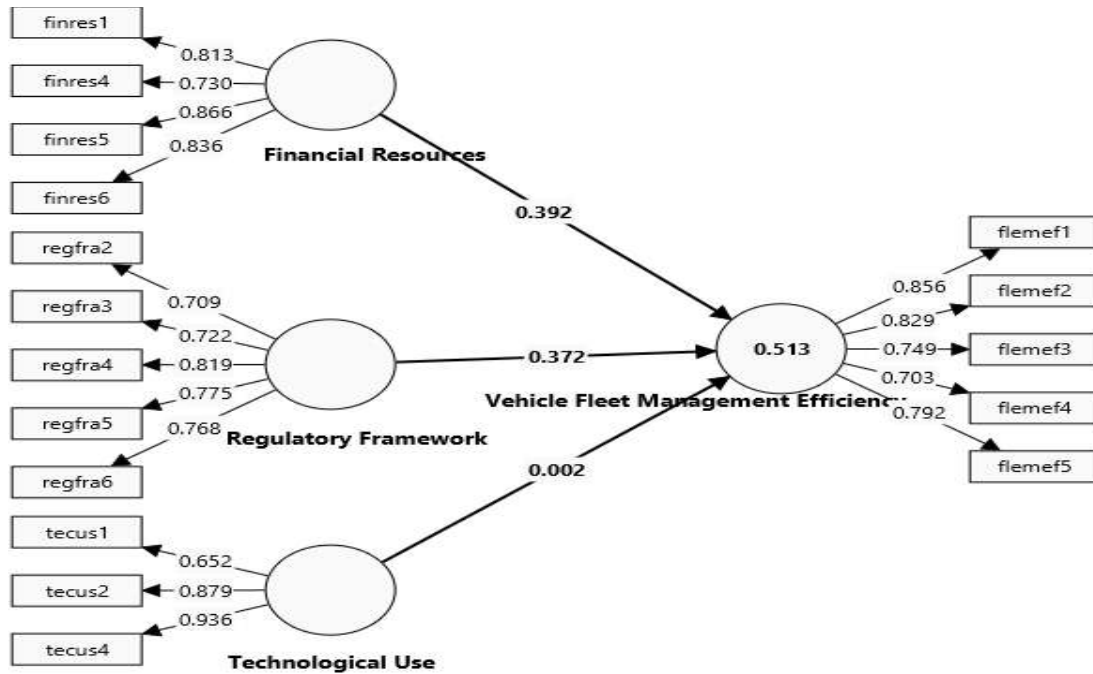 finres1
0.813
finres4
0.730
finres5
0.866
0.836
finres6
Financial Resources
0.392
regfra2
0.709
regfra3
0.722
regfra4
0.819
regfra5
0.775
0.768
regfra6
Regulatory Framework
0.372
tecus1
0.652
tecus2
0.879
0.936
tecus4
Technological Use
0.002
0.513
Vehicle Fleet Management Efficiency
flemef1
0.856
flemef2
0.829
flemef3
0.749
0.703
flemef4
0.792
flemef5